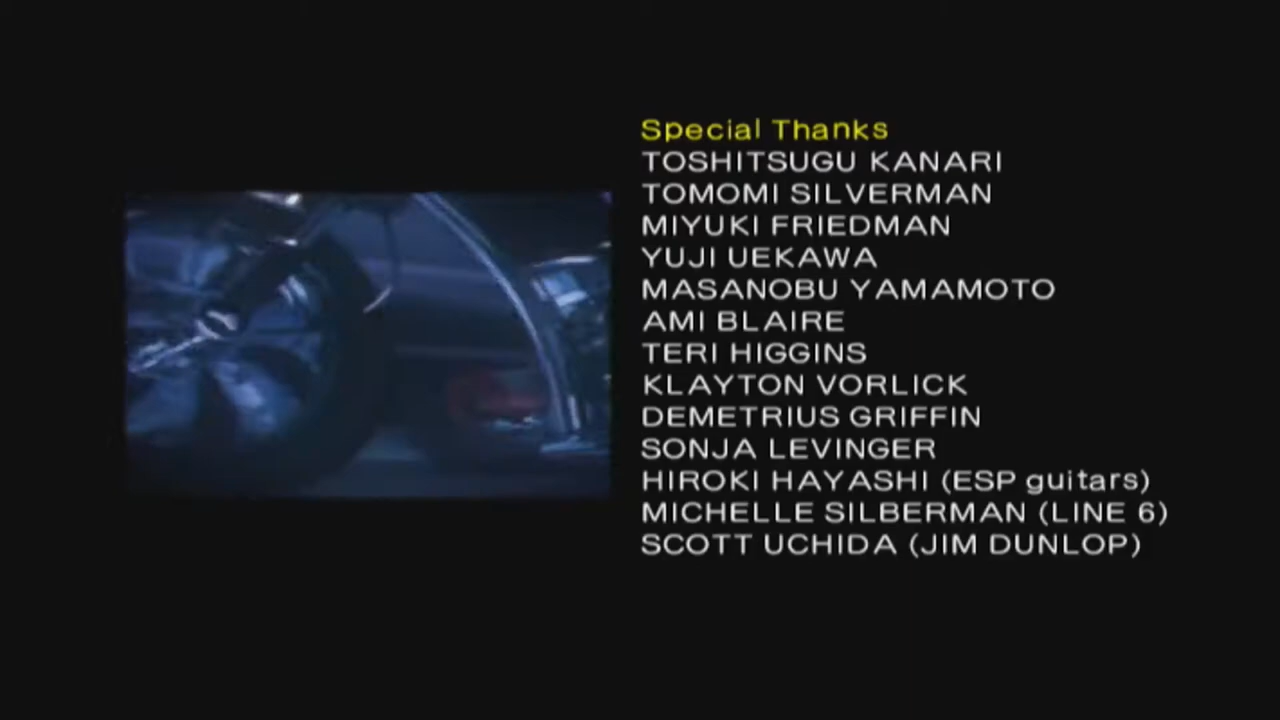 Special Thanks
TOSHITSUGU KANARI
TOMOMI SILVERMAN
MIYUKI FRIEDMAN
YUJI UEKAWA
MASANOBU YAMAMOTO
AMI BLAIRE
TERI HIGGINS
KLAYTON VORLICK
DEMETRIUS GRIFFIN
SONJA LEVINGER
HIROKI HAYASHI (ESP guitars)
MICHELLE SILBERMAN (LINE 6)
SCOTT UCHIDA (JIM DUNLOP)